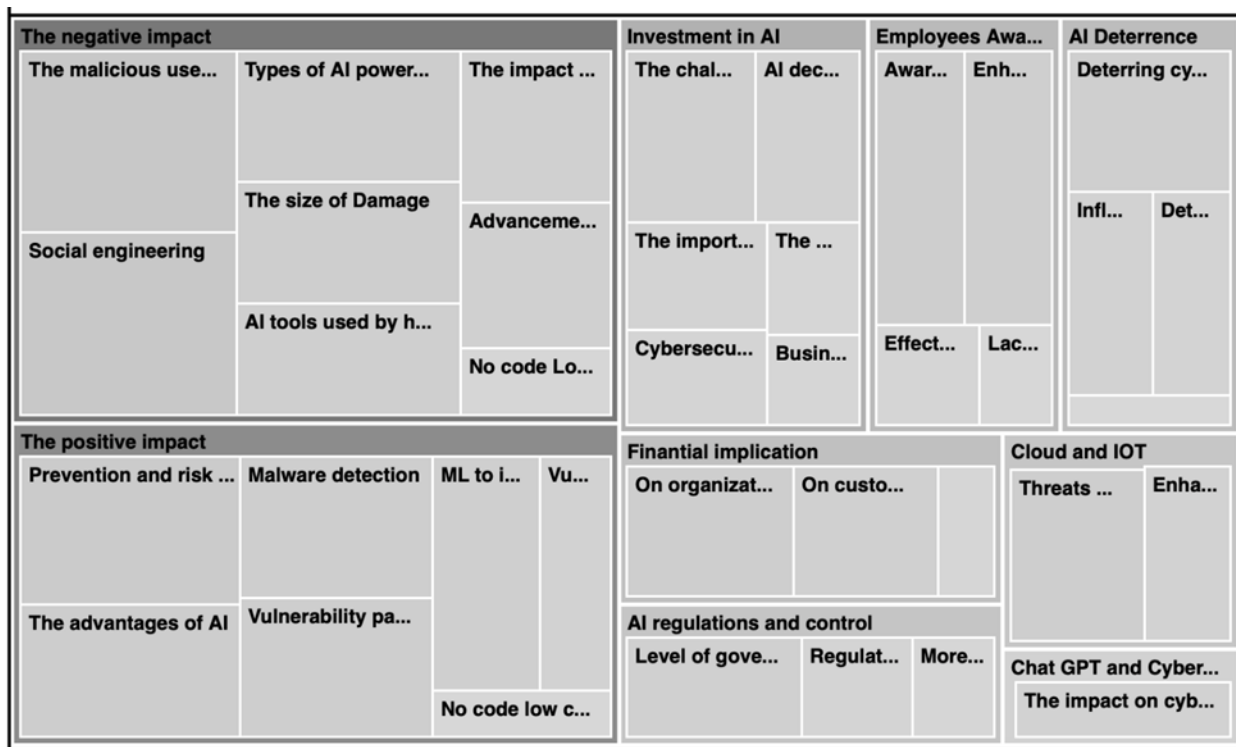 The negative impact
The malicious use...
Social engineering
Types of AI power...
The size of Damage
AI tools used by h...
The impact ...
Advanceme...
No code Lo...
The positive impact
Prevention and risk ...
The advantages of AI
Malware detection
Vulnerability pa...
ML to i...
Vu...
No code low c...
Investment in AI
The chal...
AI dec...
The import...
The ...
Cybersecu...
Busin...
Employees Awa...
Awar...
Enh...
Effect...
Lac...
AI Deterrence
Deterring cy...
Infl...
Det...
Finantial implication
On organizat...
On custo...
AI regulations and control
Level of gove...
Regulat...
More...
Cloud and IOT
Threats ...
Enha...
Chat GPT and Cyber...
The impact on cyb...